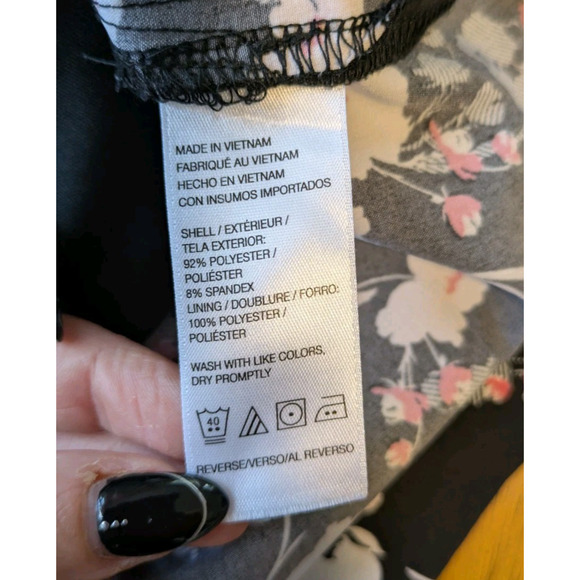 MADE IN VIETNAM
FABRIQUÉ AU VIETNAM
HECHO EN VIETNAM
CON INSUMOS IMPORTADOS
SHELL / EXTÉRIEUR /
TELA EXTERIOR:
92% POLYESTER /
POLIÉSTER
8% SPANDEX
LINING / DOUBLURE / FORRO:
100% POLYESTER /
POLIÉSTER
WASH WITH LIKE COLORS,
DRY PROMPTLY
40
REVERSE/VERSO/AL REVERSO